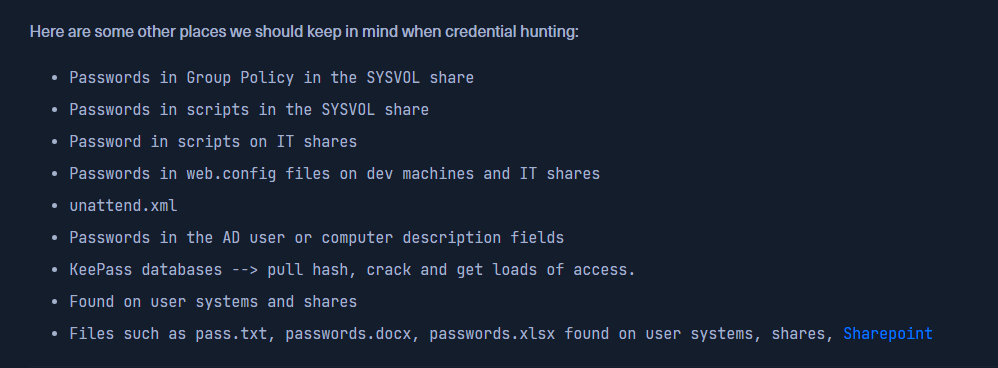 Here are some other places we should keep in mind when credential hunting:
• Passwords in Group Policy in the SYSVOL share
• Passwords in scripts in the SYSVOL share
• Password in scripts on IT shares
• Passwords in web.config files on dev machines and IT shares
• unattend.xml
• Passwords in the AD user or computer description fields
• KeePass databases --> pull hash, crack and get loads of access.
• Found on user systems and shares
• Files such as pass.txt, passwords.docx, passwords.xlsx found on user systems, shares, Sharepoint